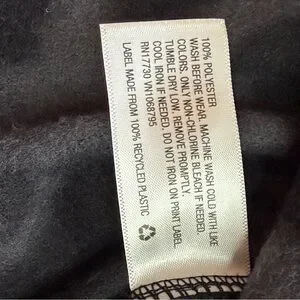 100% POLYESTER
WASH BEFORE WEAR. MACHINE WASH COLD WITH LIKE
COLORS. ONLY NON-CHLORINE BLEACH IF NEEDED.
TUMBLE DRY LOW. REMOVE PROMPTLY.
COOL IRON IF NEEDED. DO NOT IRON ON PRINT LABEL.
RN17730 VN1068795
LABEL MADE FROM 100% RECYCLED PLASTIC